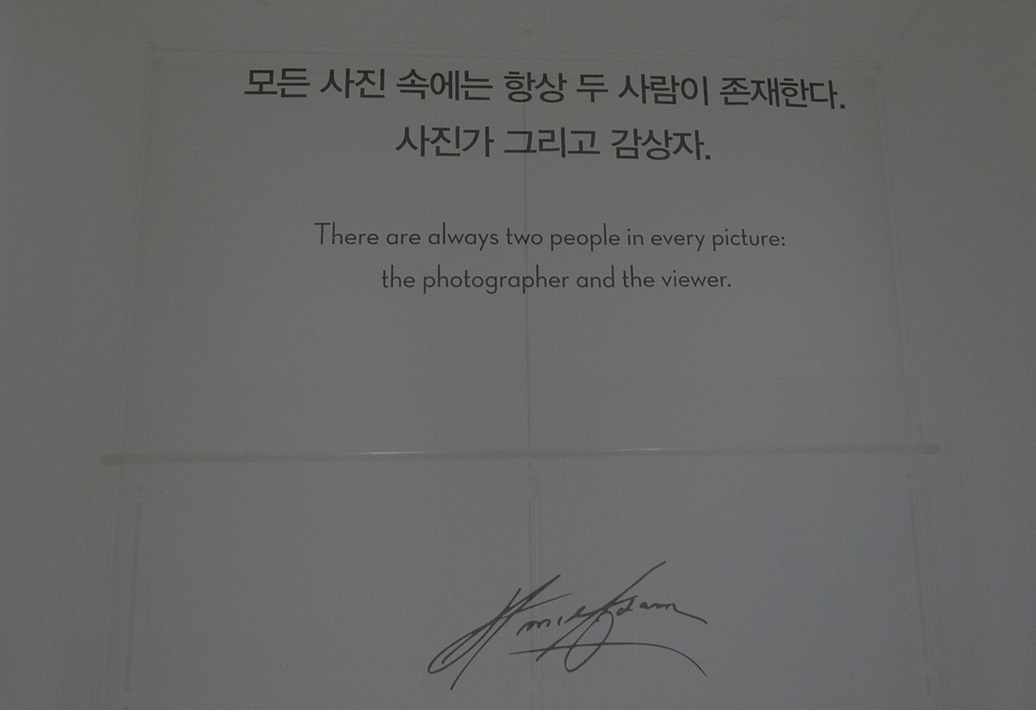 모든 사진 속에는 항상 두 사람이 존재한다.
사진가 그리고 감상자.
There are always two people in every picture:
the photographer and the viewer.